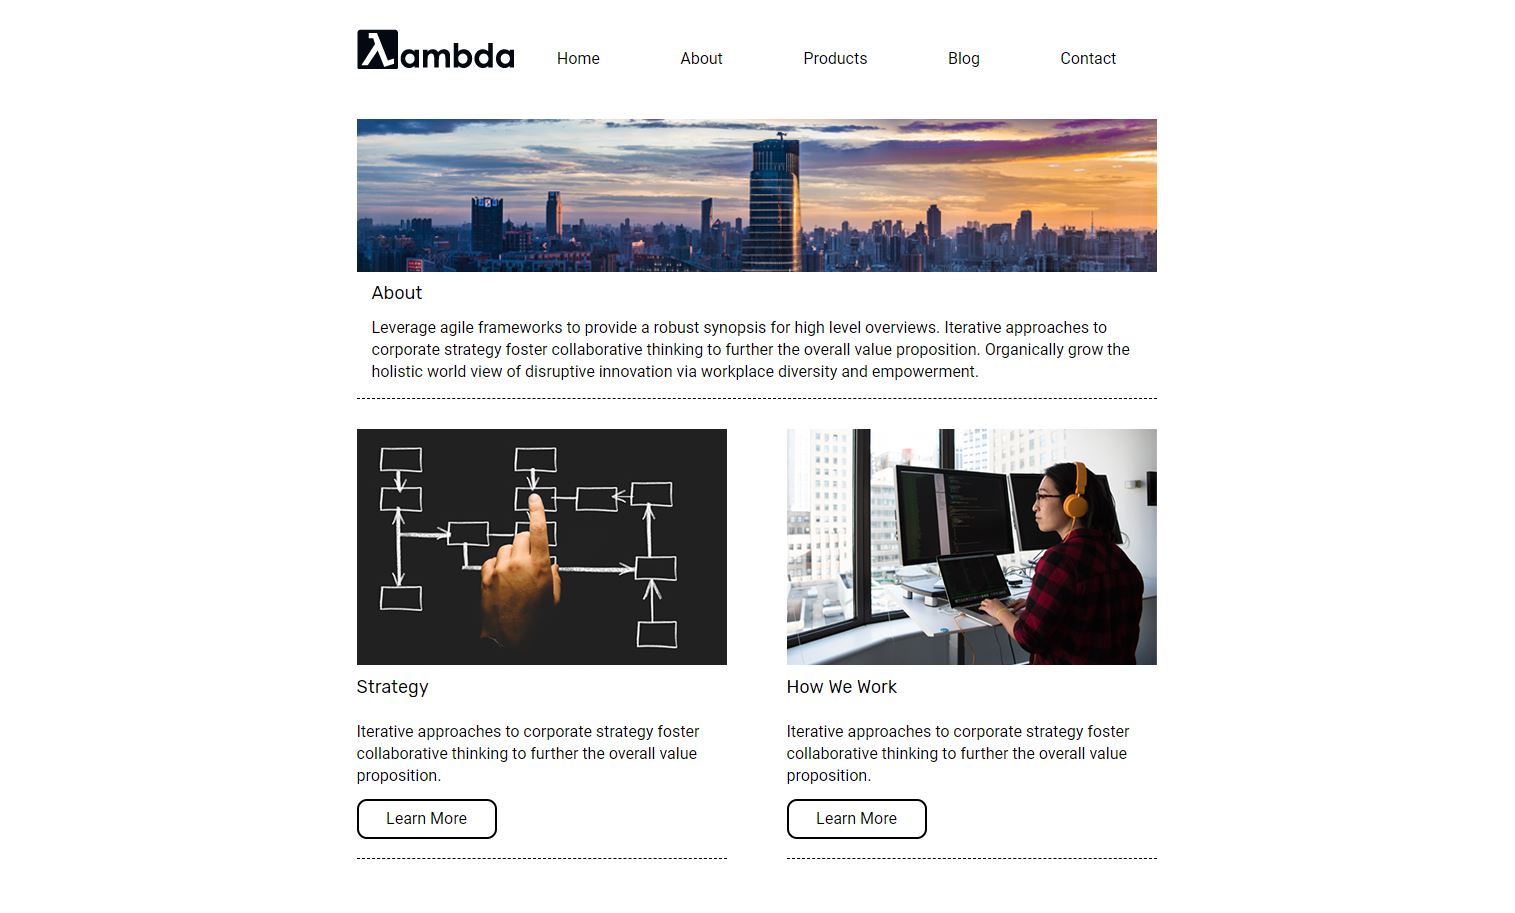 λambda
Home About Products Blog Contact
About
Leverage agile frameworks to provide a robust synopsis for high level overviews. Iterative approaches to
corporate strategy foster collaborative thinking to further the overall value proposition. Organically grow the
holistic world view of disruptive innovation via workplace diversity and empowerment.
Strategy
Iterative approaches to corporate strategy foster
collaborative thinking to further the overall value
proposition.
Learn More
How We Work
Iterative approaches to corporate strategy foster
collaborative thinking to further the overall value
proposition.
Learn More